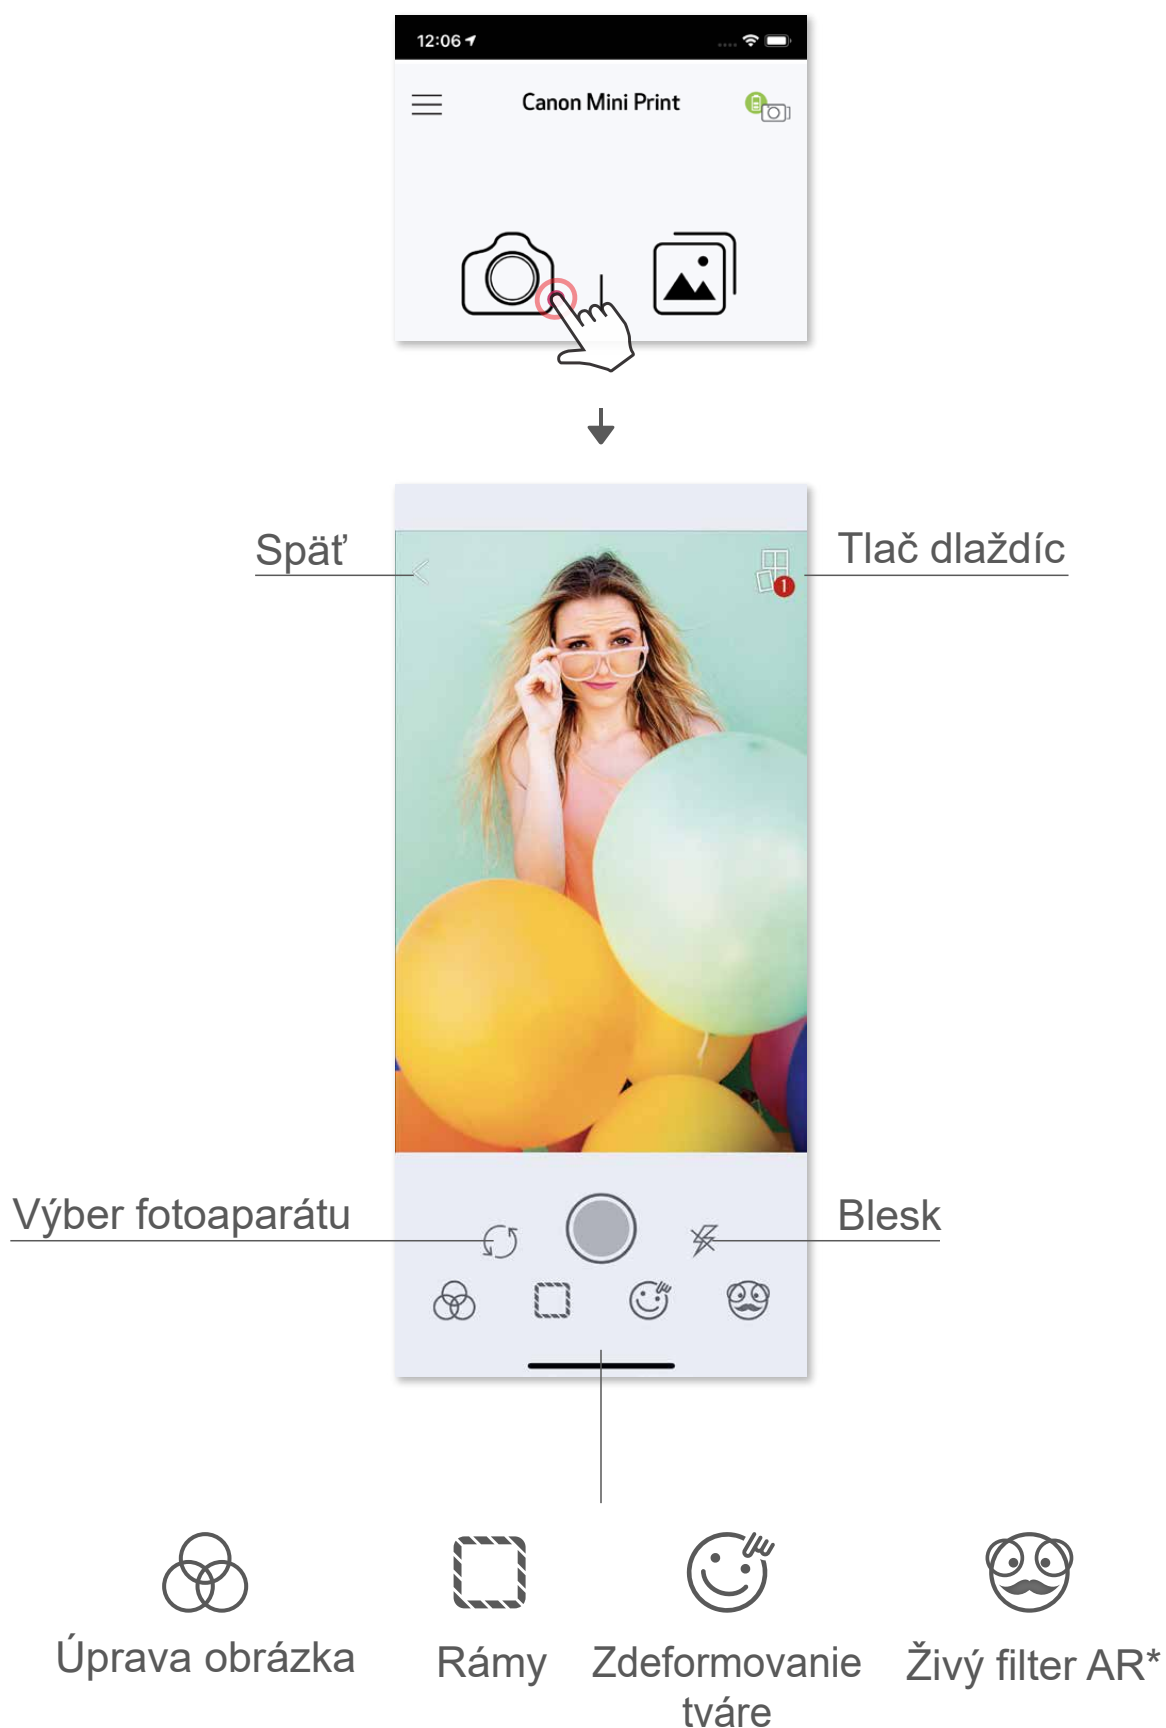 12:06
Canon Mini Print
Späť
Tlač dlaždíc
1
Výber fotoaparátu
Blesk
Úprava obrázka
Rámy
Zdeformovanie
tváre
Živý filter AR*